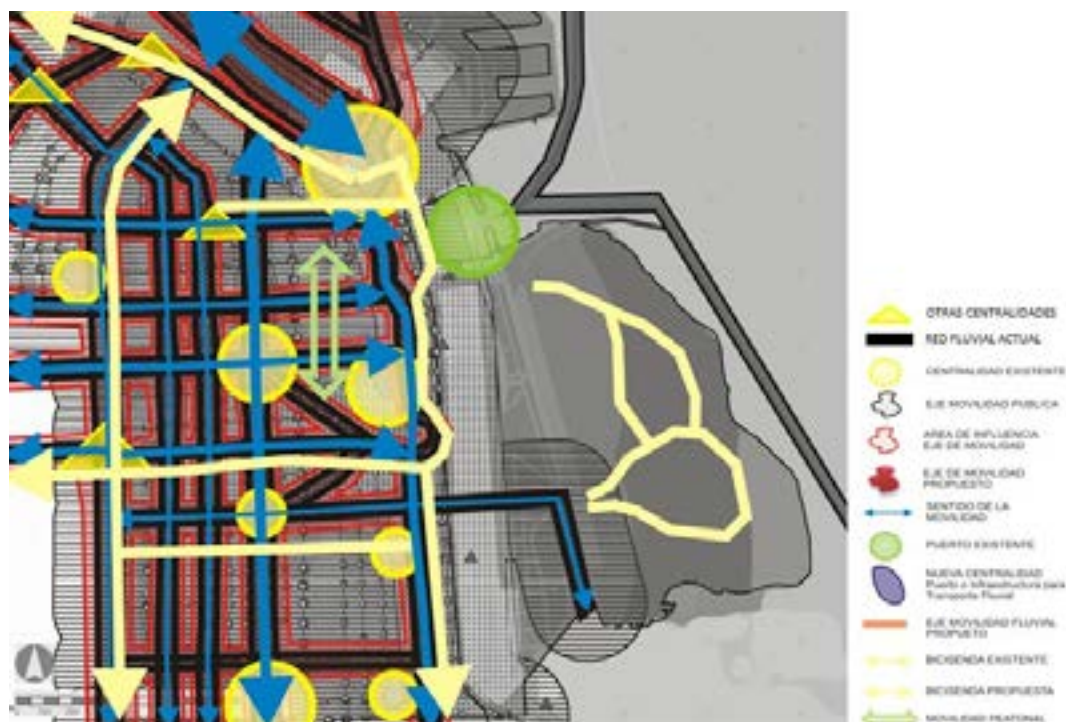 OTRAS CENTRALIDADES
RED FLUVIAL ACTUAL
CENTRALIDAD EXISTENTE
EJE MOVILIDAD PUBLICA
AREA DE INFLUENCIA
EJE DE MOVILIDAD
EJE DE MOVILIDAD
PROPUESTO
SENTIDO DE LA
MOVILIDAD
PUERTO EXISTENTE
NUEVA CENTRALIDAD
Puerto e Infraestructura para
Transporte Fluvial
EJE MOVILIDAD FLUVIAL
BICISENDA EXISTENTE
BICISENDA PROPUESTA
MOVILIDAD PEATONAL